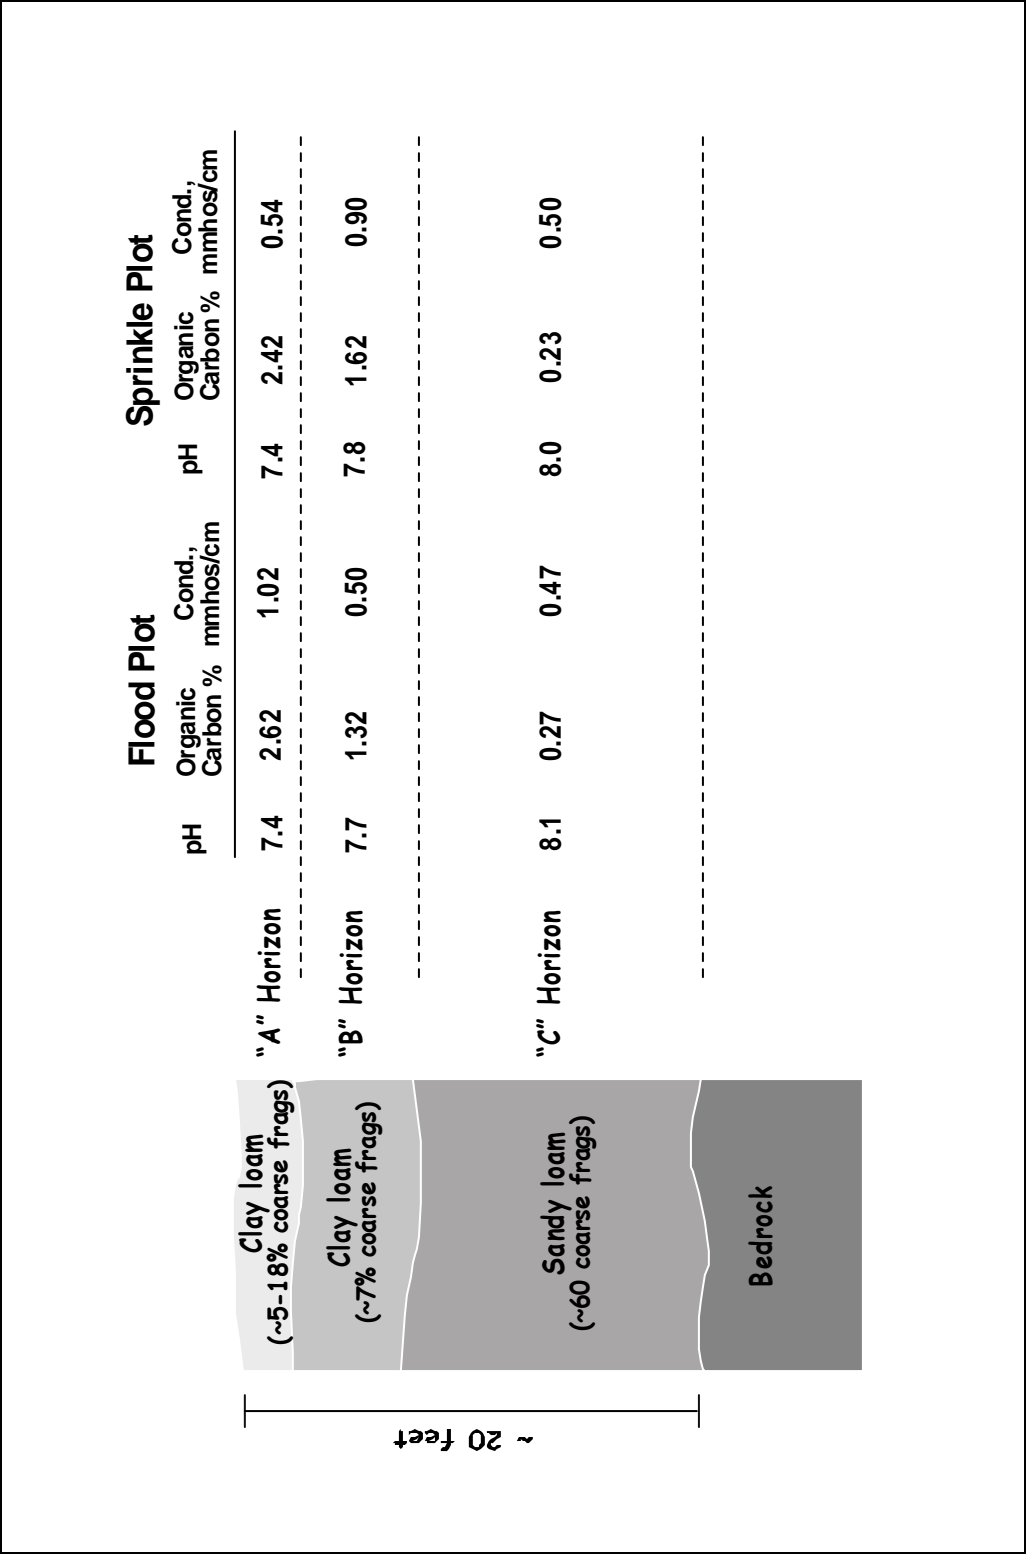 Flood Plot
Sprinkle Plot
pH
Organic
Carbon %
Cond.,
mmhos/cm
pH
Organic
Carbon %
Cond.,
mmhos/cm
Clay loam
(~5-18% coarse frags)
“A” Horizon
7.4
2.62
1.02
7.4
2.42
0.54
Clay loam
(~7% coarse frags)
“B” Horizon
7.7
1.32
0.50
7.8
1.62
0.90
Sandy loam
(~60 coarse frags)
“C” Horizon
8.1
0.27
0.47
8.0
0.23
0.50
Bedrock
~ 20 feet